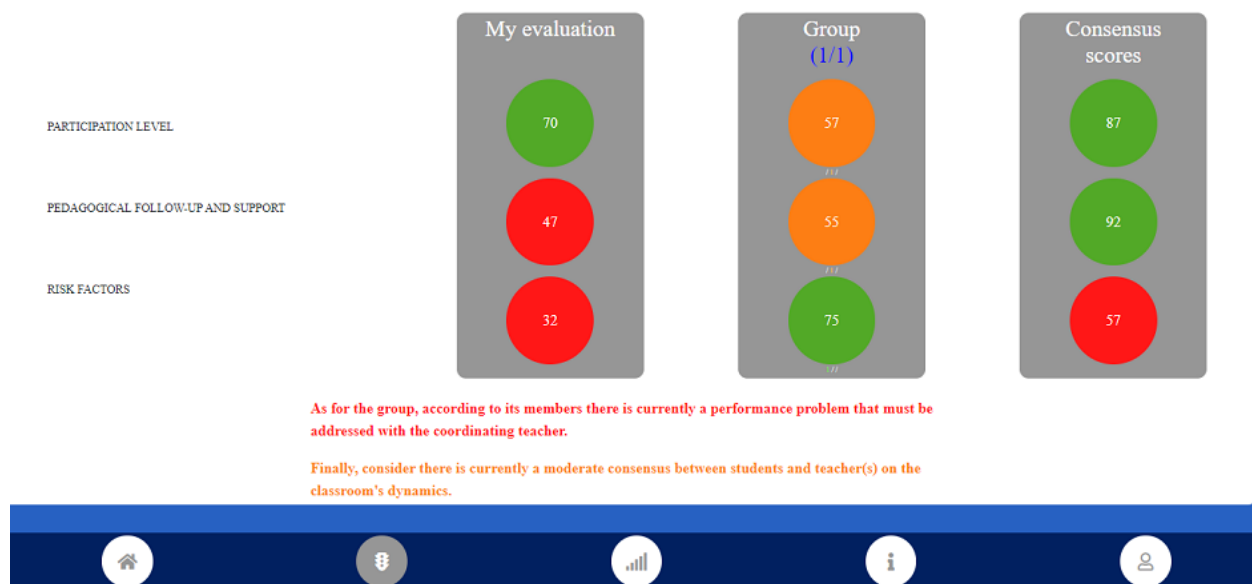 My evaluation
Group
(1/1)
Consensus
scores
PARTICIPATION LEVEL
70
57
87
PEDAGOGICAL FOLLOW-UP AND SUPPORT
47
55
92
RISK FACTORS
32
75
57
As for the group, according to its members there is currently a performance problem that must be
addressed with the coordinating teacher.
Finally, consider there is currently a moderate consensus between students and teacher(s) on the
classroom's dynamics.